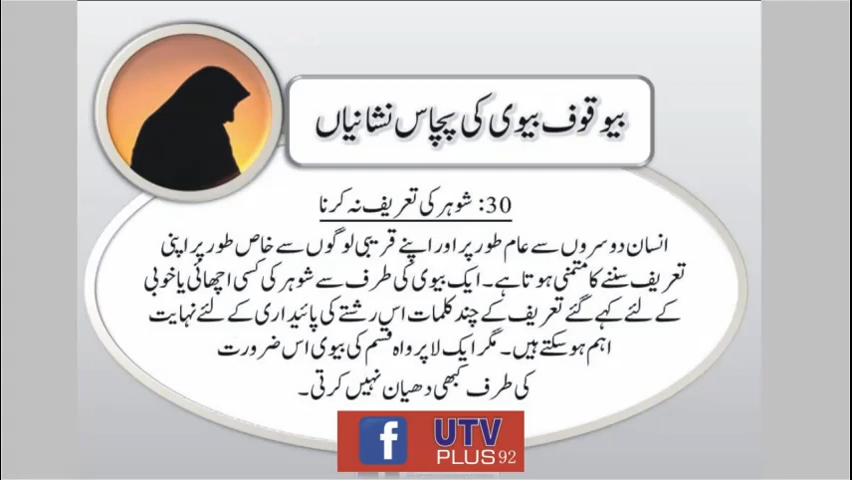 بیوقوف بیوی کی پچاس نشانیاں
30: شوہر کی تعریف نہ کرنا
انسان دوسروں سے عام طور پر اور اپنے قریبی لوگوں سے خاص طور پر اپنی
تعریف سننے کا متمنی ہوتا ہے۔ ایک بیوی کی طرف سے شوہر کی کسی اچھائی یا خوبی
کے لئے کہے گئے تعریف کے چند کلمات اس رشتے کی پائیداری کے لئے نہایت
اہم ہو سکتے ہیں۔ مگر ایک لا پرواہ قسم کی بیوی اس ضرورت
کی طرف کبھی دھیان نہیں کرتی۔
f UTV
PLUS 92